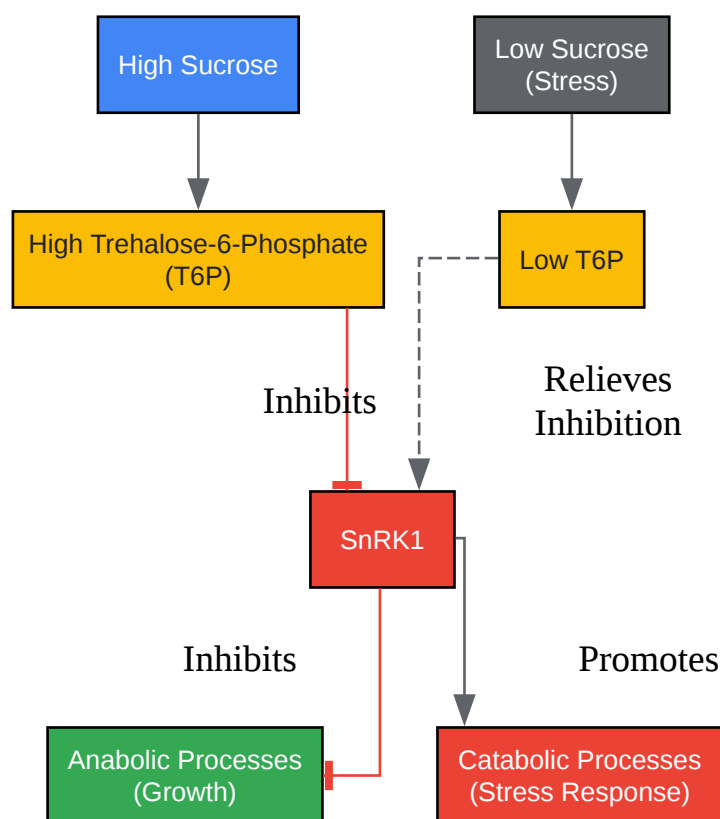 High Sucrose
Low Sucrose
(Stress)
High Trehalose-6-Phosphate
(T6P)
Low T6P
Inhibits
Relieves
Inhibition
SnRK1
Inhibits
Promotes
Anabolic Processes
(Growth)
Catabolic Processes
(Stress Response)